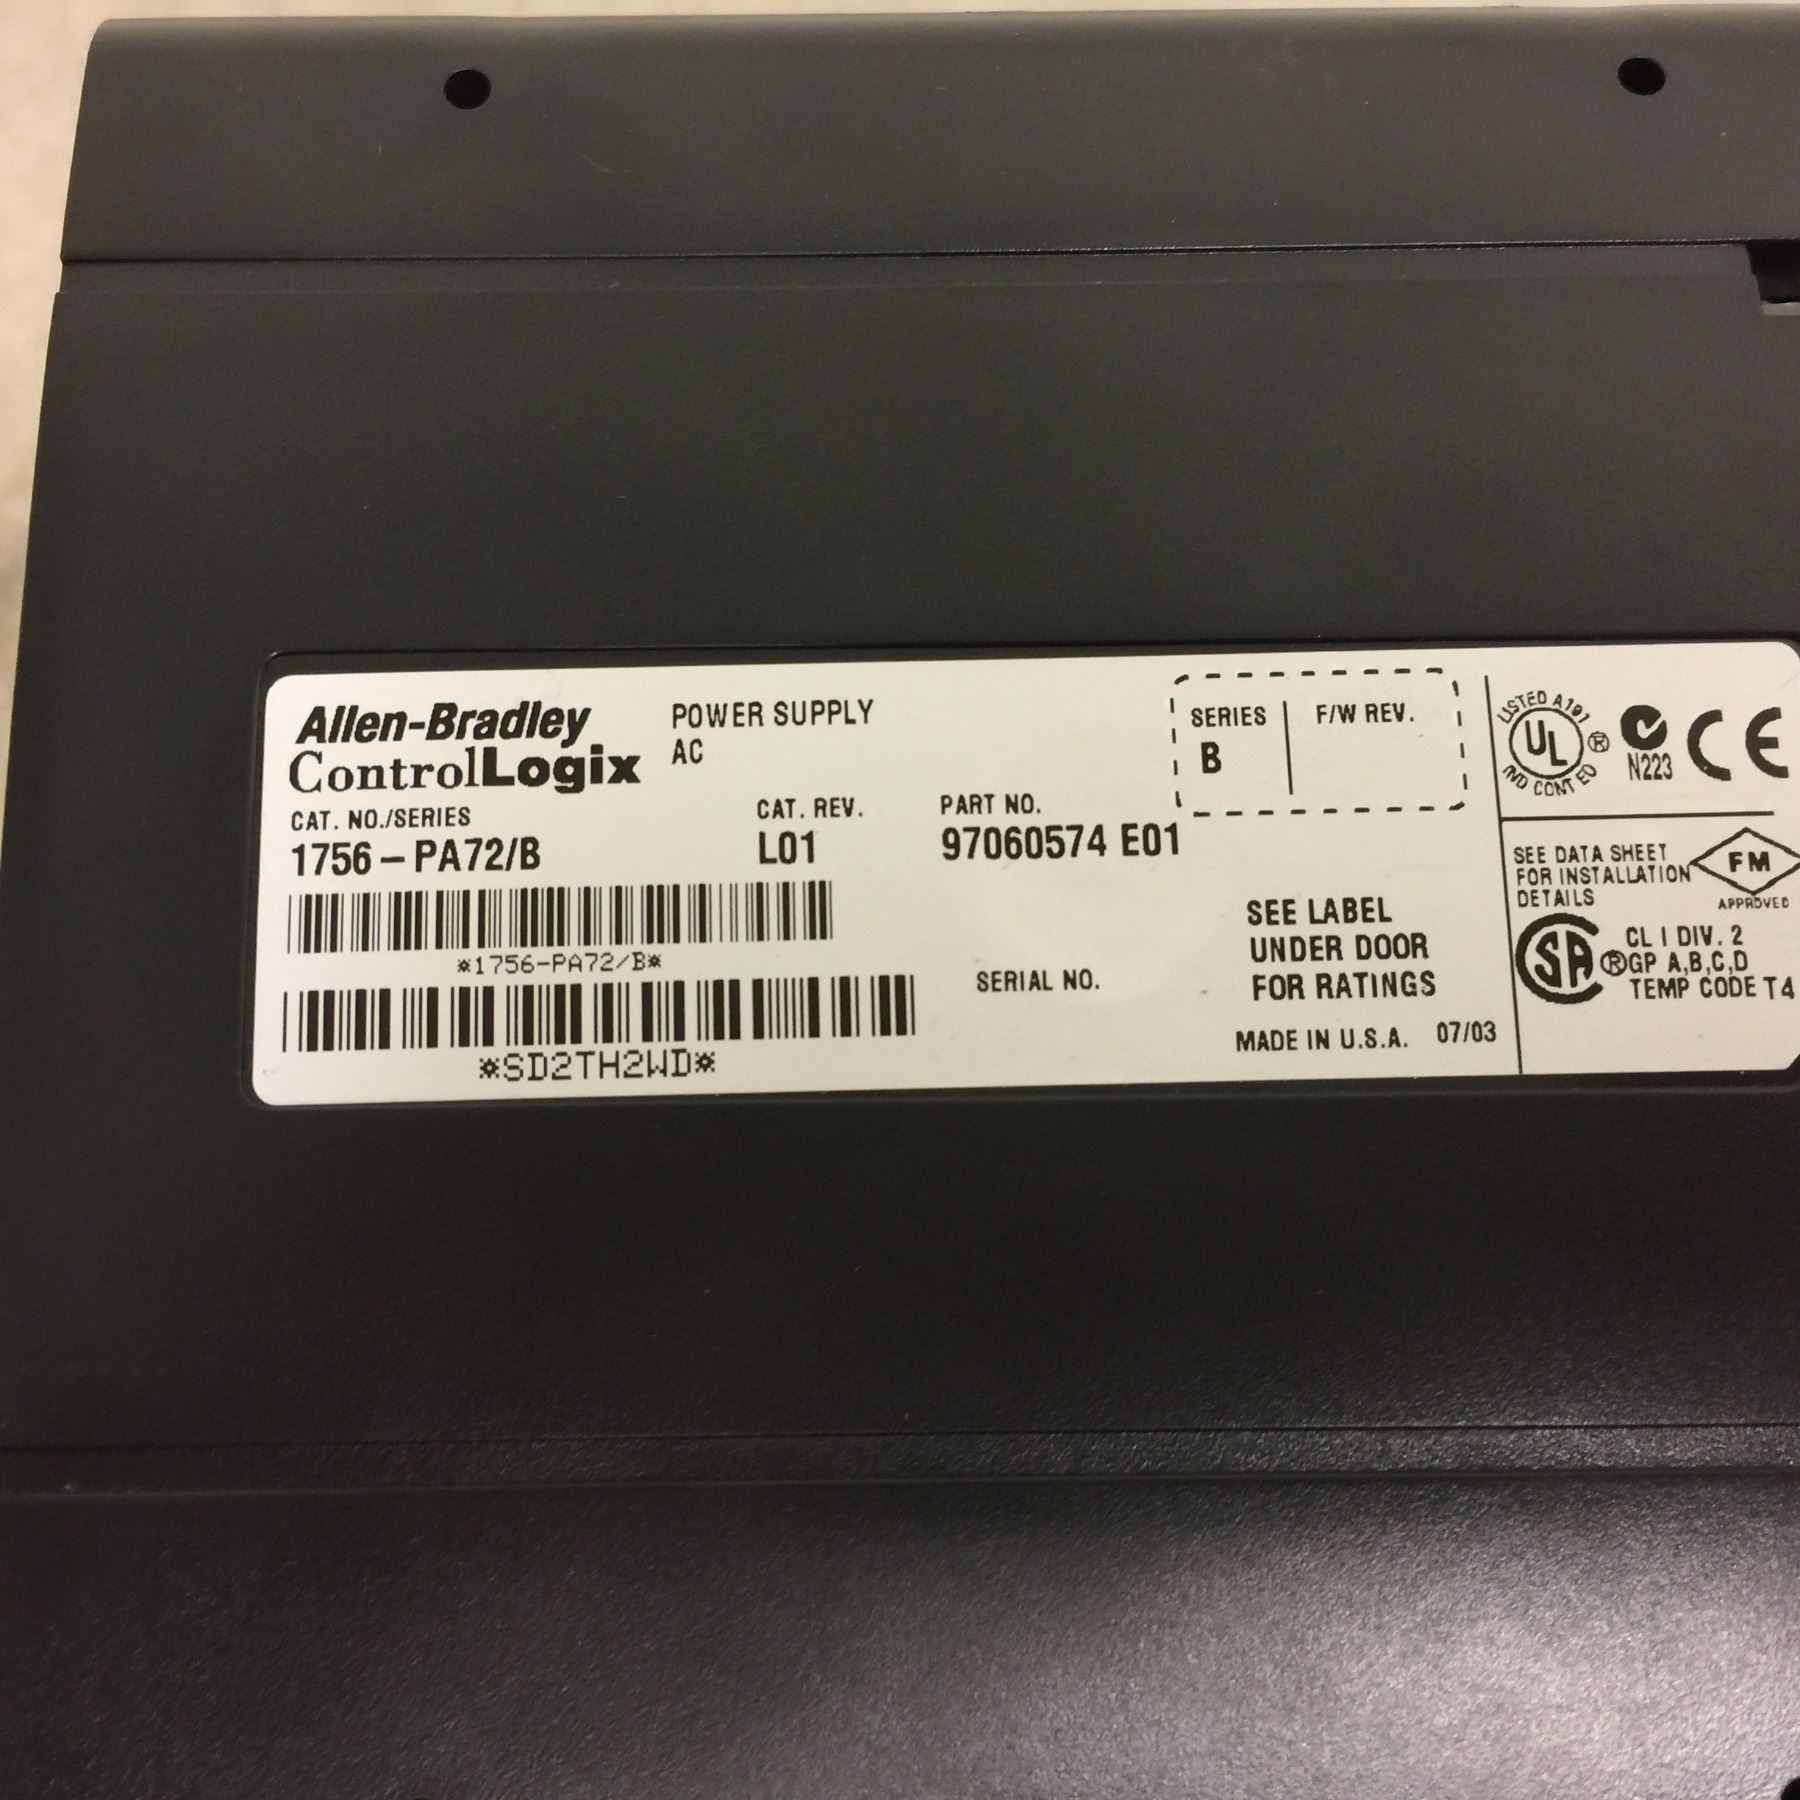 Allen-Bradley
ControlLogix
POWER SUPPLY
AC
CAT. NO./SERIES
1756-PA72/B
CAT. REV.
L01
PART NO.
97060574 E01
SERIES
B
F/W REV.
*1756-PA72/B*
*SD2TH2WD*
SERIAL NO.
SEE LABEL
UNDER DOOR
FOR RATINGS
MADE IN U.S.A. 07/03
LISTED A197
UL ®
IND CONT EQ
N223
CE
SEE DATA SHEET
FOR INSTALLATION
DETAILS
FM
APPROVED
SA ®
CL I DIV. 2
GP A,B,C,D
TEMP CODE T4